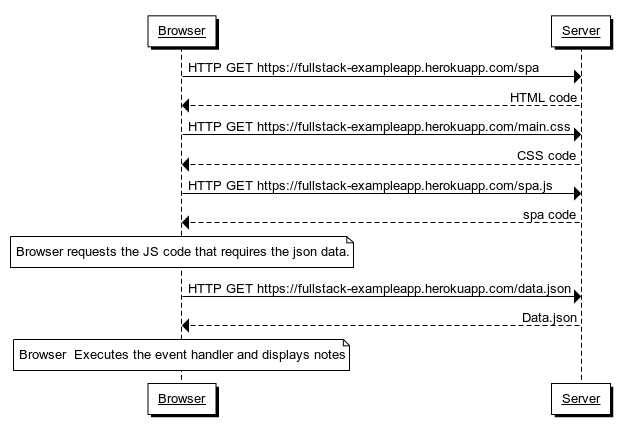 Browser
Server
HTTP GET https://fullstack-exampleapp.herokuapp.com/spa
HTML code
HTTP GET https://fullstack-exampleapp.herokuapp.com/main.css
CSS code
HTTP GET https://fullstack-exampleapp.herokuapp.com/spa.js
spa code
Browser requests the JS code that requires the json data.
HTTP GET https://fullstack-exampleapp.herokuapp.com/data.json
Data.json
Browser  Executes the event handler and displays notes
Browser
Server